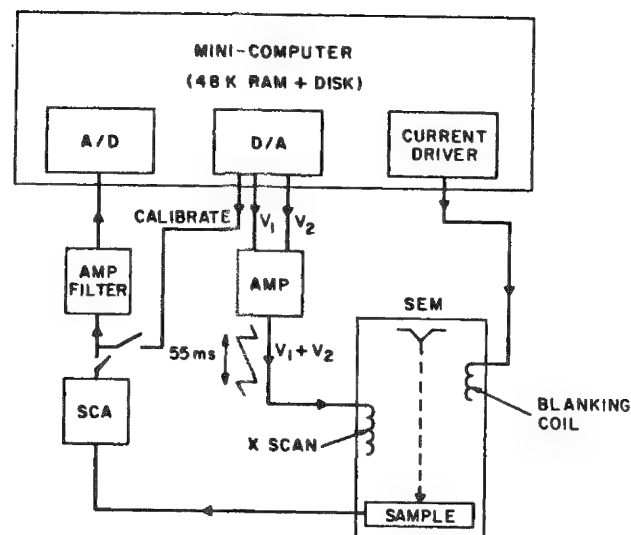 MINI-COMPUTER
(48 K RAM + DISK)
A/D
D/A
CURRENT
DRIVER
CALIBRATE
V1
V2
AMP
FILTER
AMP
SEM
55 ms
V1 + V2
SCA
X SCAN
BLANKING
COIL
SAMPLE